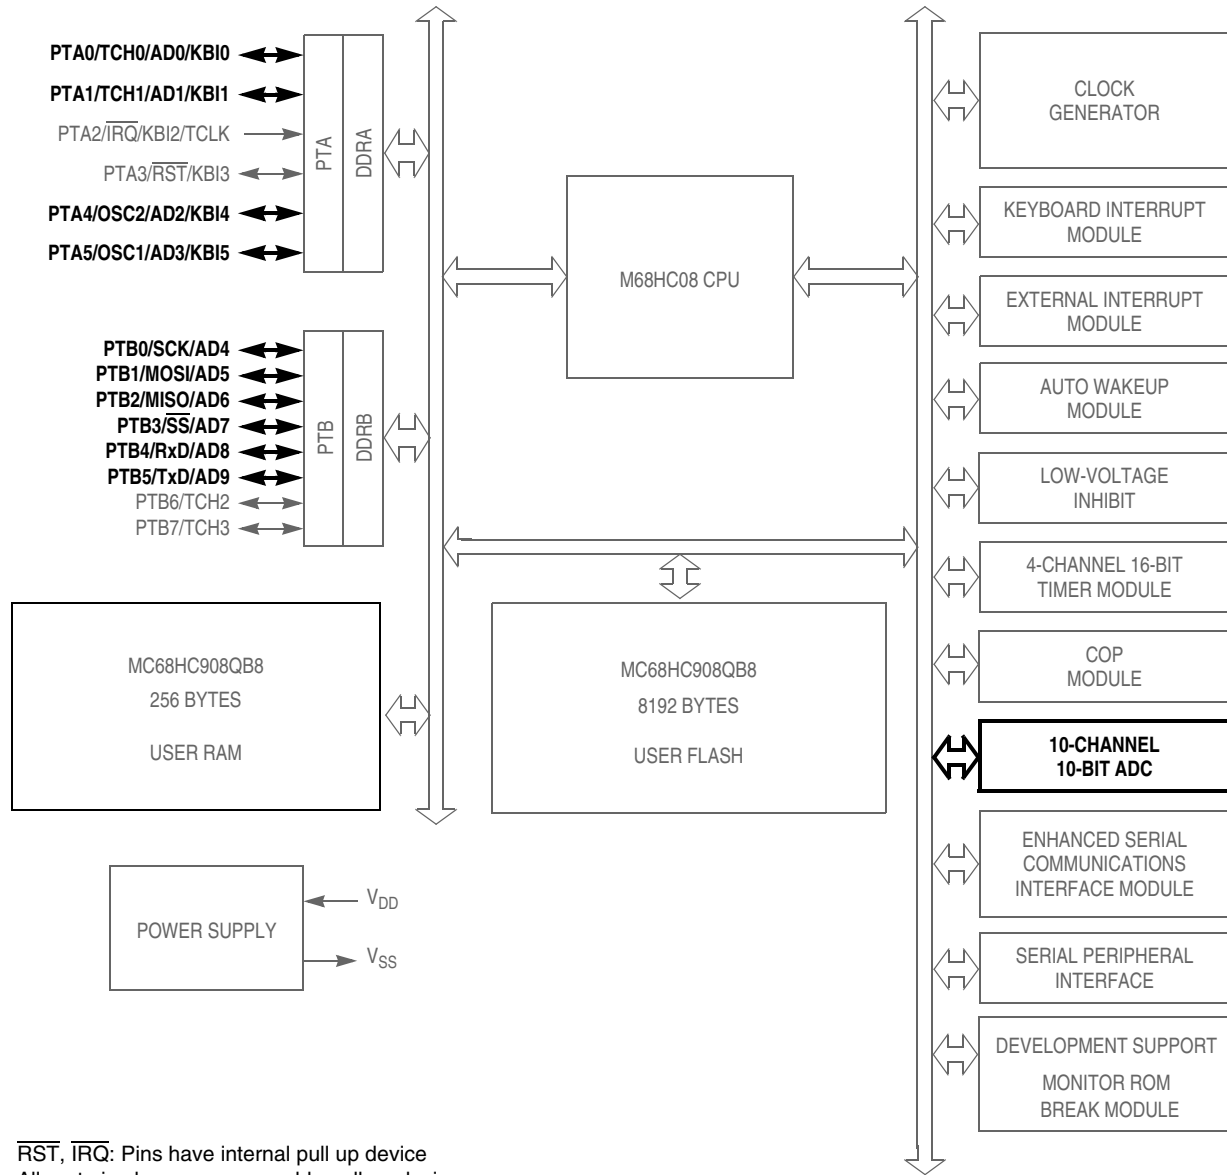 PTA0/TCH0/AD0/KBI0
PTA1/TCH1/AD1/KBI1
PTA2/IRQ/KBI2/TCLK
PTA3/RST/KBI3
PTA4/OSC2/AD2/KBI4
PTA5/OSC1/AD3/KBI5
PTA
DDRA
PTB0/SCK/AD4
PTB1/MOSI/AD5
PTB2/MISO/AD6
PTB3/SS/AD7
PTB4/RxD/AD8
PTB5/TxD/AD9
PTB6/TCH2
PTB7/TCH3
PTB
DDRB
M68HC08 CPU
MC68HC908QB8
256 BYTES
USER RAM
MC68HC908QB8
8192 BYTES
USER FLASH
POWER SUPPLY
VDD
VSS
CLOCK
GENERATOR
KEYBOARD INTERRUPT
MODULE
EXTERNAL INTERRUPT
MODULE
AUTO WAKEUP
MODULE
LOW-VOLTAGE
INHIBIT
4-CHANNEL 16-BIT
TIMER MODULE
COP
MODULE
10-CHANNEL
10-BIT ADC
ENHANCED SERIAL
COMMUNICATIONS
INTERFACE MODULE
SERIAL PERIPHERAL
INTERFACE
DEVELOPMENT SUPPORT
MONITOR ROM
BREAK MODULE
RST, IRQ: Pins have internal pull up device